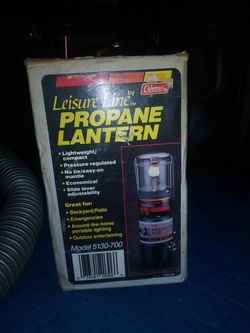 Coleman
Leisure Line by
PROPANE
LANTERN
• Lightweight/
compact
• Pressure regulated
• No tie/easy-on
mantle
• Economical
• Slide lever
adjustability
Great for:
• Backyard/Patio
• Emergencies
• Around-the-home
portable lighting
• Outdoor entertaining
Model 5130-700